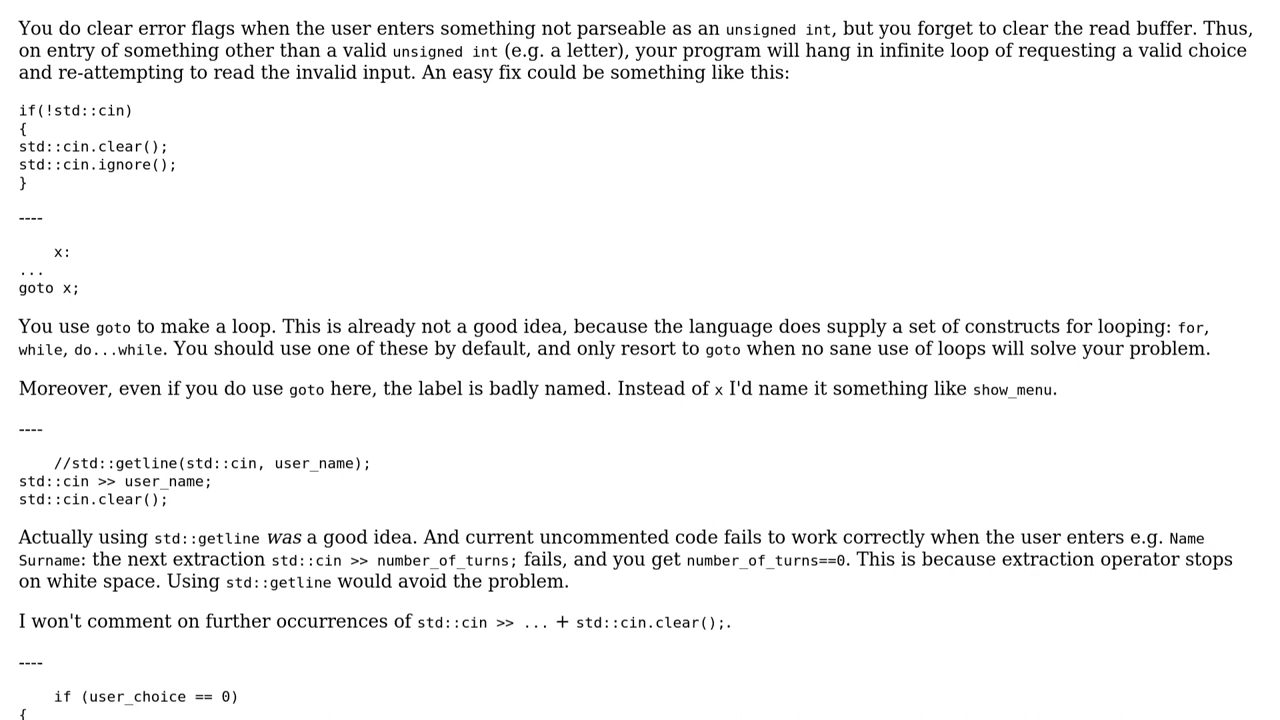 You do clear error flags when the user enters something not parseable as an unsigned int, but you forget to clear the read buffer. Thus,
on entry of something other than a valid unsigned int (e.g. a letter), your program will hang in infinite loop of requesting a valid choice
and re-attempting to read the invalid input. An easy fix could be something like this:
if(!std::cin)
{
std::cin.clear();
std::cin.ignore();
}
----
x:
...
goto x;
You use goto to make a loop. This is already not a good idea, because the language does supply a set of constructs for looping: for,
while, do...while. You should use one of these by default, and only resort to goto when no sane use of loops will solve your problem.
Moreover, even if you do use goto here, the label is badly named. Instead of x I'd name it something like show_menu.
----
//std::getline(std::cin, user_name);
std::cin >> user_name;
std::cin.clear();
Actually using std::getline was a good idea. And current uncommented code fails to work correctly when the user enters e.g. Name
Surname: the next extraction std::cin >> number_of_turns; fails, and you get number_of_turns==0. This is because extraction operator stops
on white space. Using std::getline would avoid the problem.
I won't comment on further occurrences of std::cin >> ... + std::cin.clear();.
----
if (user_choice == 0)
{